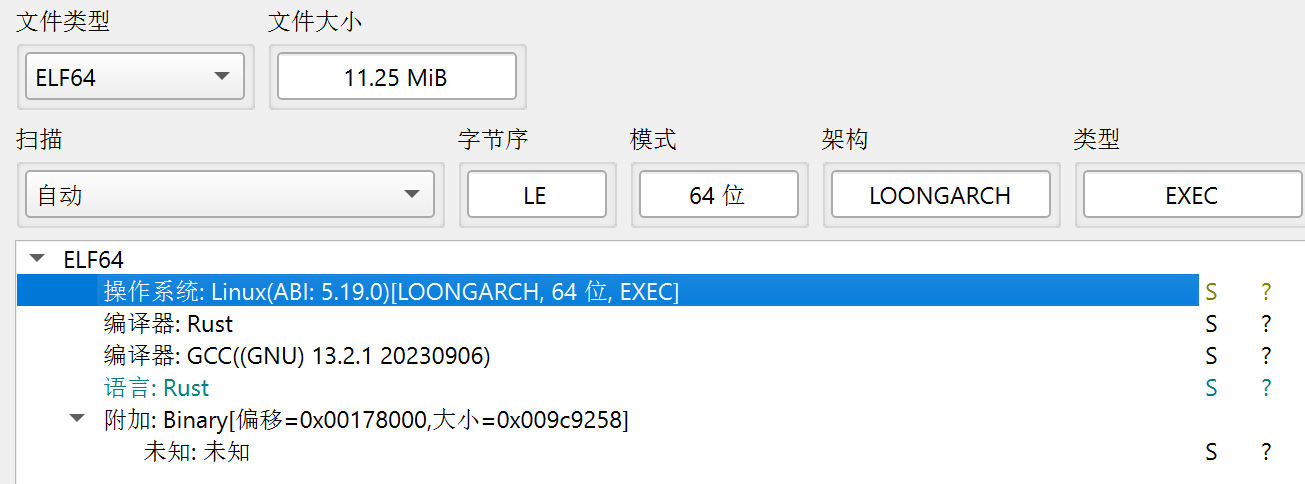 文件类型 文件大小
ELF64 11.25 MiB
扫描 字节序 模式 架构 类型
自动 LE 64 位 LOONGARCH EXEC
ELF64
操作系统: Linux(ABI: 5.19.0)[LOONGARCH, 64 位, EXEC] S ?
编译器: Rust S ?
编译器: GCC((GNU) 13.2.1 20230906) S ?
语言: Rust S ?
附加: Binary[偏移=0x00178000,大小=0x009c9258]
未知: 未知 S ?